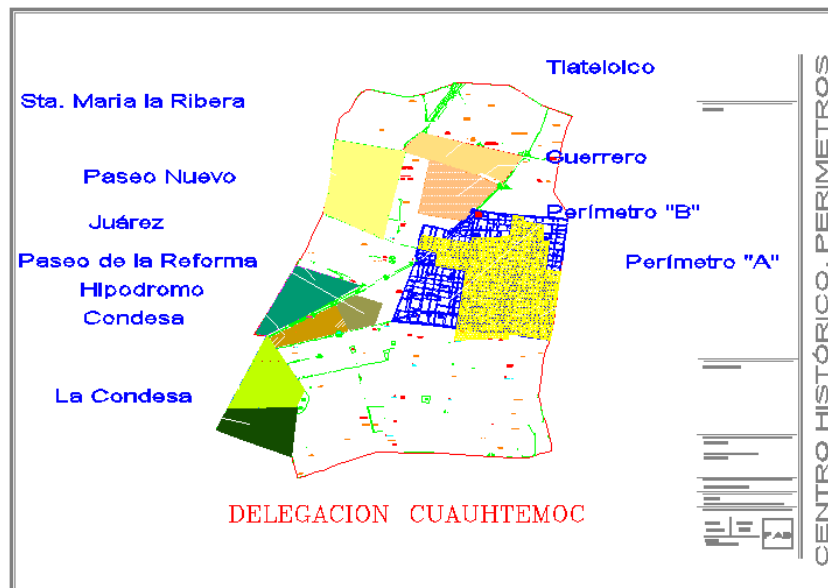 Tlatelolco
Sta. Maria la Ribera
Guerrero
Paseo Nuevo
Perímetro "B"
Juárez
Paseo de la Reforma
Perímetro "A"
Hipodromo
Condesa
La Condesa
DELEGACION CUAUHTEMOC
CENTRO HISTÓRICO, PERIMETROS